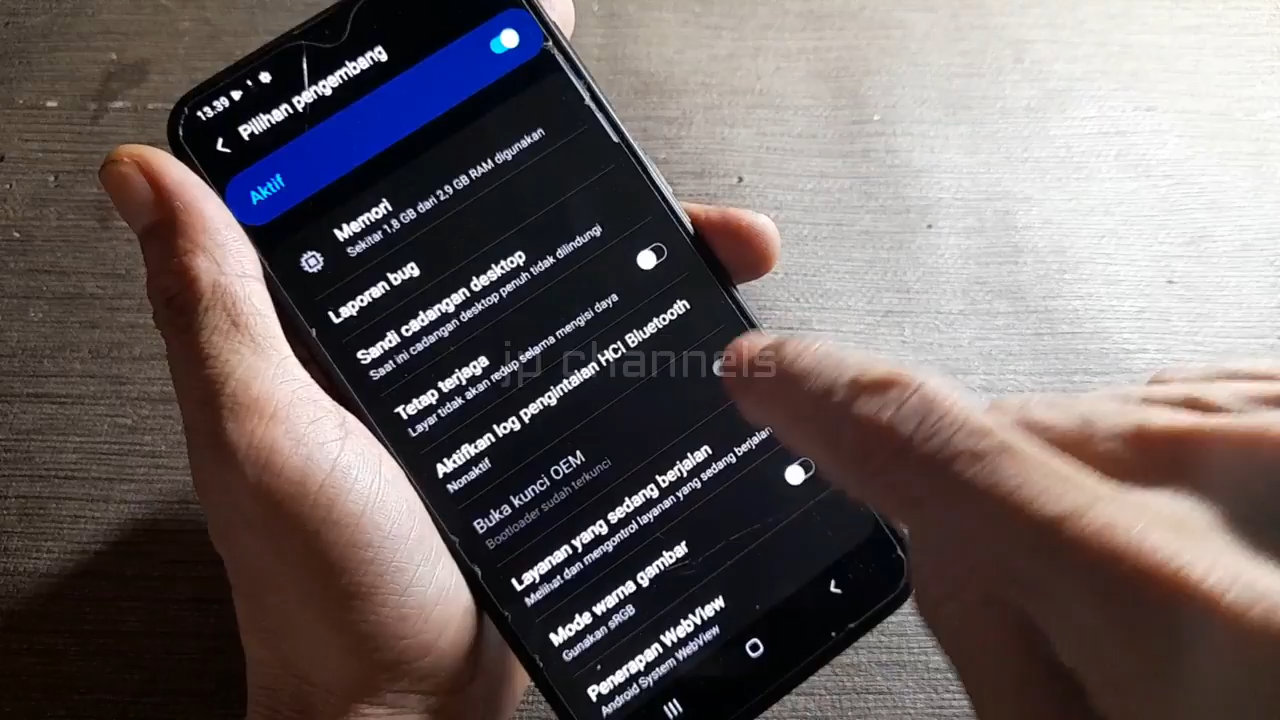 13.39
Pilihan pengembang
Aktif
Memori
Sekitar 1,8 GB dari 2,9 GB RAM digunakan
Laporan bug
Sandi cadangan desktop
Saat ini cadangan desktop penuh tidak dilindungi
Tetap terjaga
Layar tidak akan redup selama mengisi daya
Aktifkan log pengintaian HCI Bluetooth
Nonaktif
Buka kunci OEM
Bootloader sudah terkunci
Layanan yang sedang berjalan
Melihat dan mengontrol layanan yang sedang berjalan
Mode warna gambar
Gunakan sRGB
Penerapan WebView
Android System WebView
jp channels